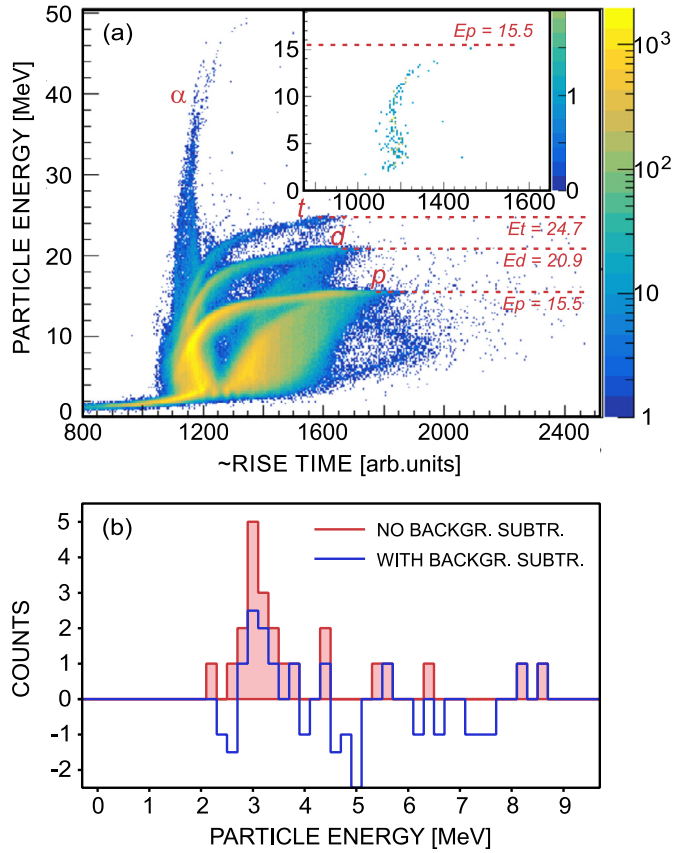 (a)
α
t
d
p
Et = 24.7
Ed = 20.9
Ep = 15.5
PARTICLE ENERGY [MeV]
50
40
30
20
10
0
800 1200 1600 2000 2400
~RISE TIME [arb.units]
Ep = 15.5
15
10
5
0
1000 1200 1400 1600
1
0
10³
10²
10
1
(b)
NO BACKGR. SUBTR.
WITH BACKGR. SUBTR.
COUNTS
5
4
3
2
1
0
-1
-2
0 1 2 3 4 5 6 7 8 9
PARTICLE ENERGY [MeV]